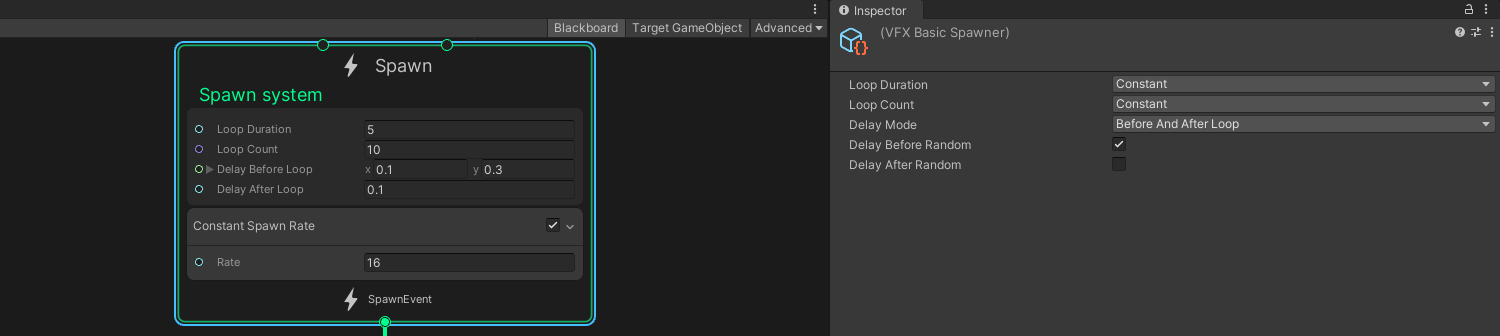 Blackboard Target GameObject Advanced
Spawn
Spawn system
Loop Duration 5
Loop Count 10
Delay Before Loop x 0.1 y 0.3
Delay After Loop 0.1
Constant Spawn Rate
Rate 16
SpawnEvent
Inspector
(VFX Basic Spawner)
Loop Duration Constant
Loop Count Constant
Delay Mode Before And After Loop
Delay Before Random
Delay After Random